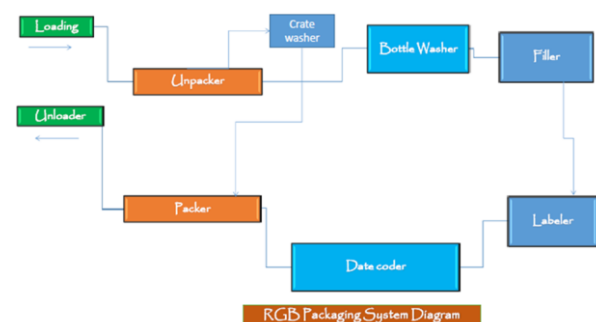 Loading
Crate
washer
Bottle Washer
Filler
Unpacker
Unloader
Packer
Labeler
Date coder
RGB Packaging System Diagram